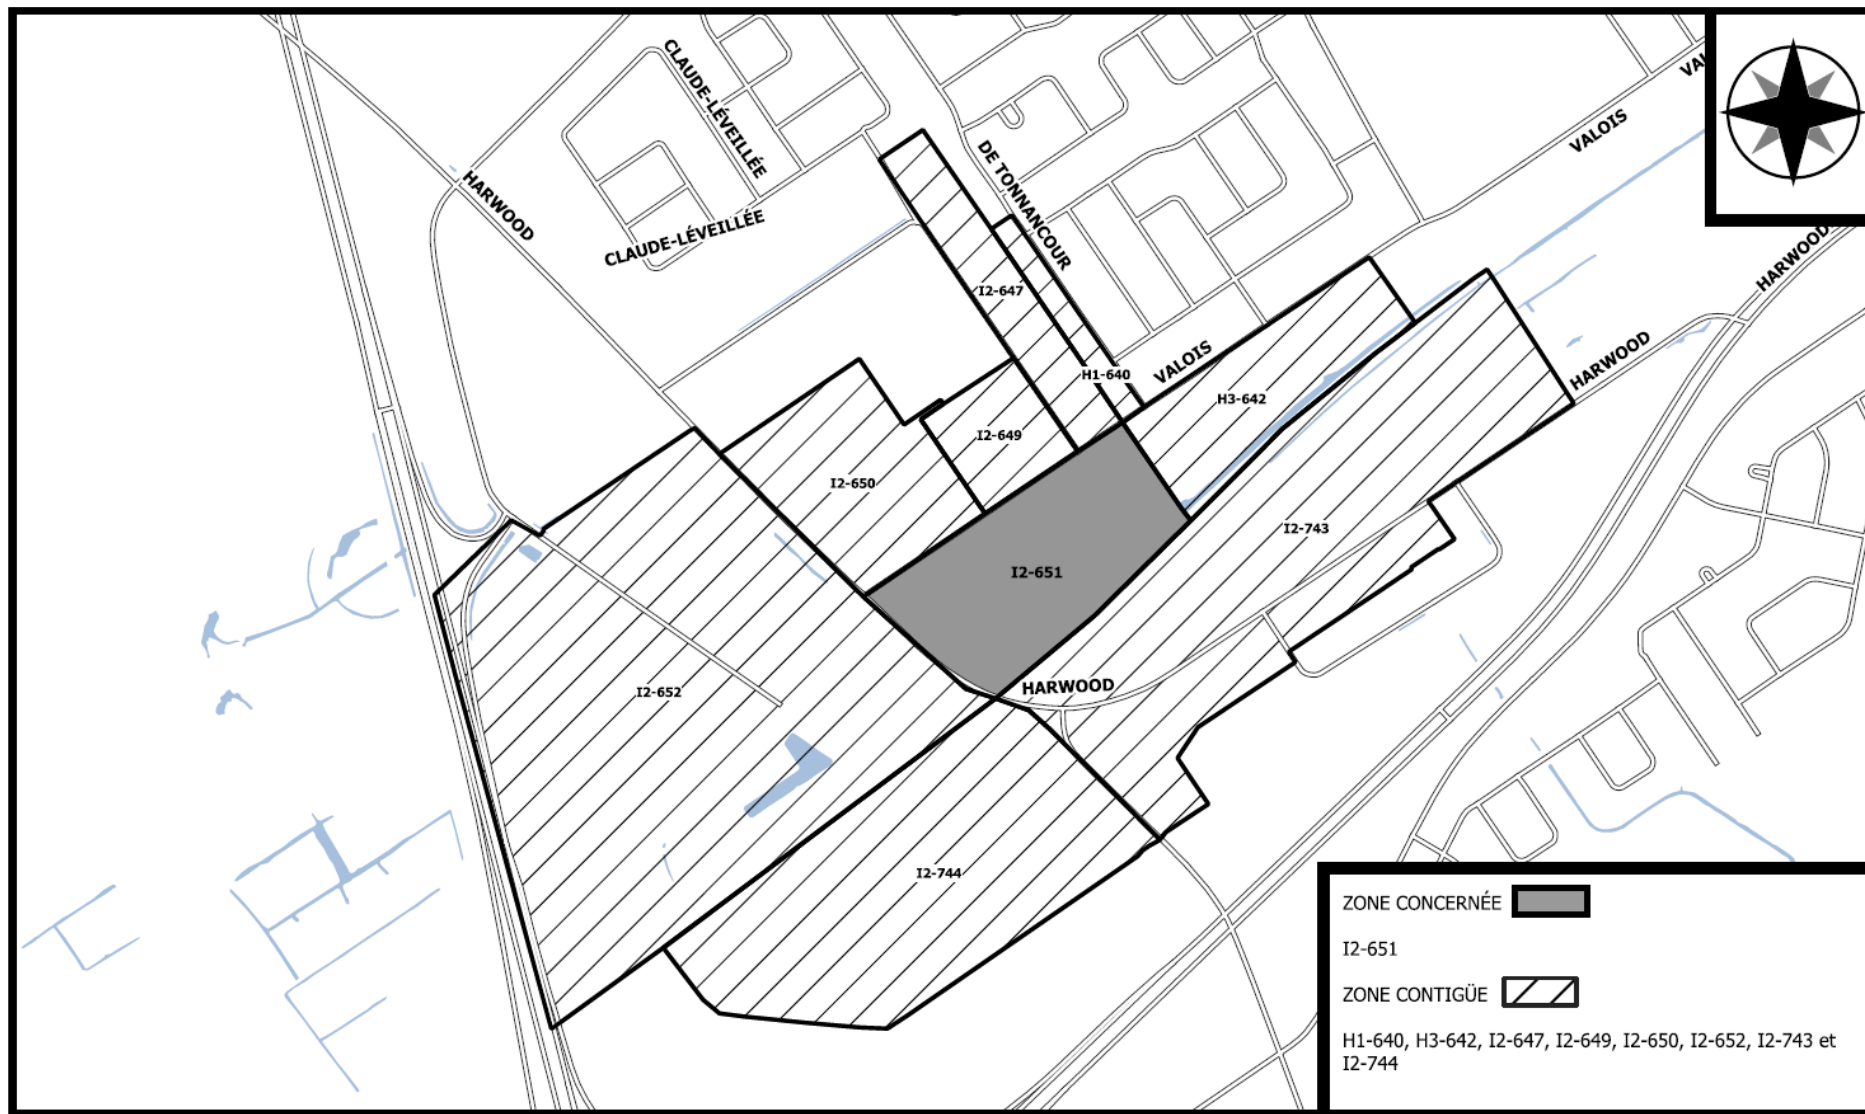 CLAUDE-LÉVEILLÉE
VALOIS
HARWOOD
DE TONNANCOUR
CLAUDE-LÉVEILLÉE
HARWOOD
I2-647
VALOIS
H1-640
HARWOOD
H3-642
I2-649
I2-650
I2-743
I2-651
HARWOOD
I2-652
I2-744
ZONE CONCERNÉE
I2-651
ZONE CONTIGÜE
H1-640, H3-642, I2-647, I2-649, I2-650, I2-652, I2-743 et
I2-744